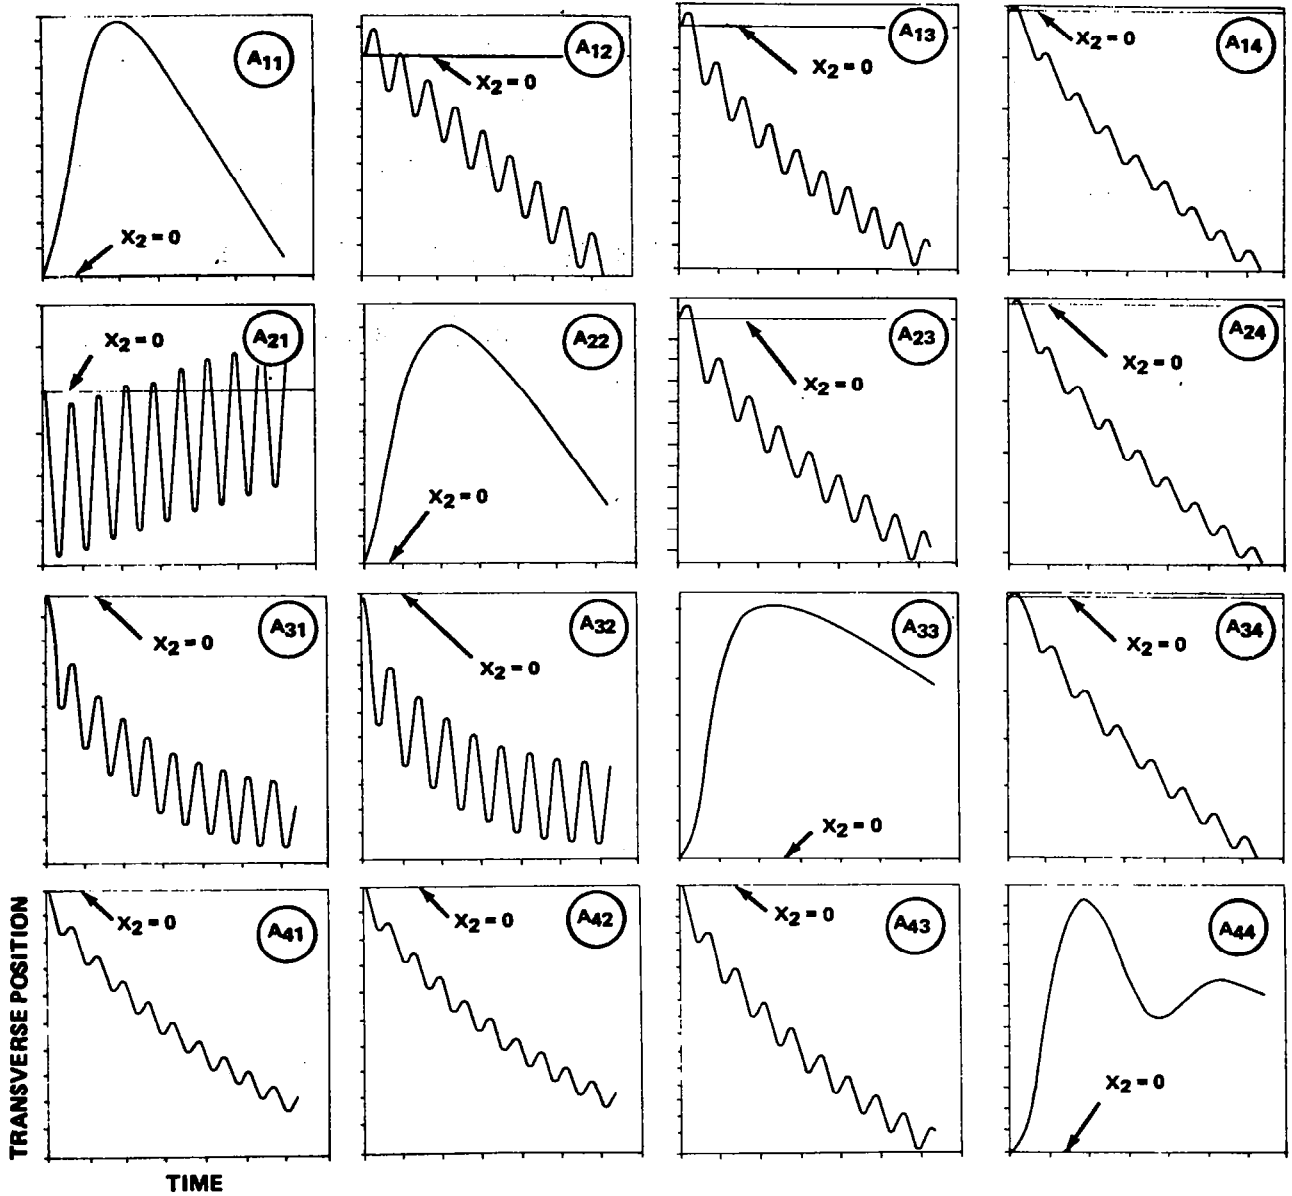 A11
X2 = 0
A12
X2 = 0
A13
X2 = 0
A14
X2 = 0
A21
X2 = 0
A22
X2 = 0
A23
X2 = 0
A24
X2 = 0
A31
X2 = 0
A32
X2 = 0
A33
X2 = 0
A34
X2 = 0
A41
X2 = 0
A42
X2 = 0
A43
X2 = 0
A44
X2 = 0
TRANSVERSE POSITION
TIME